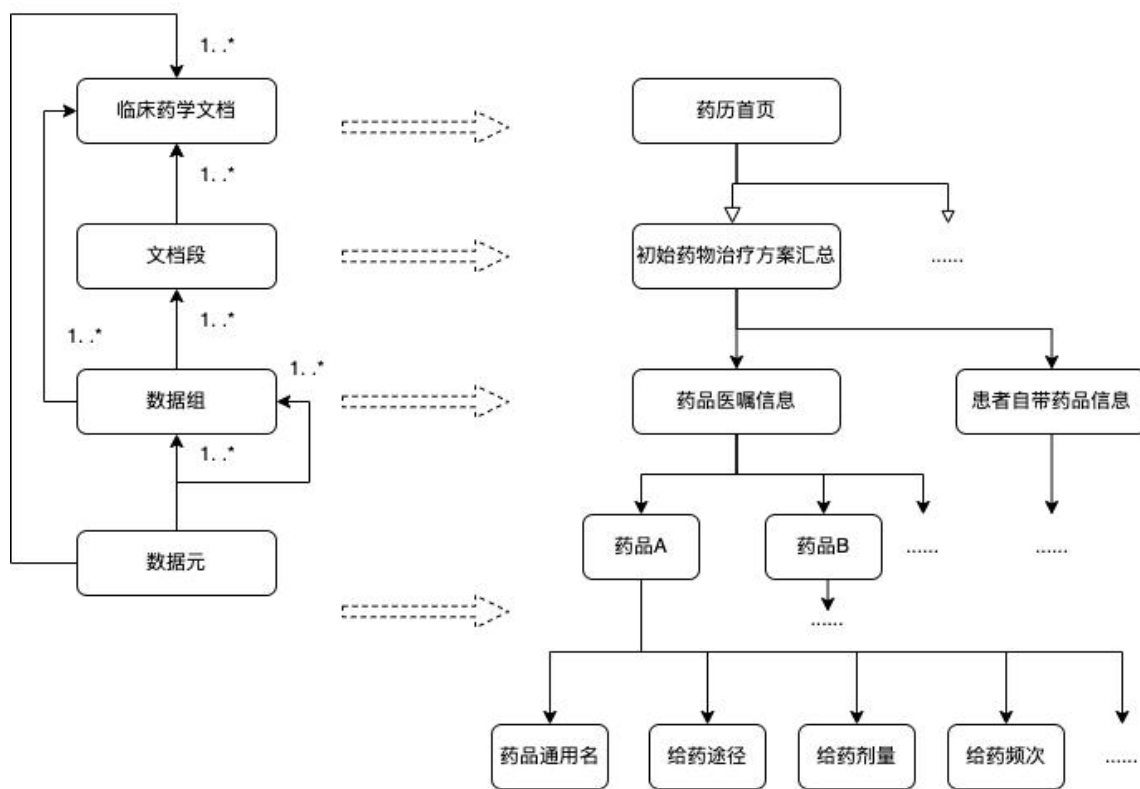 1. .*
临床药学文档
药历首页
1. .*
文档段
初始药物治疗方案汇总
......
1. .*
1. .*
1. .*
数据组
药品医嘱信息
患者自带药品信息
1. .*
数据元
药品A
药品B
......
......
......
药品通用名
给药途径
给药剂量
给药频次
......